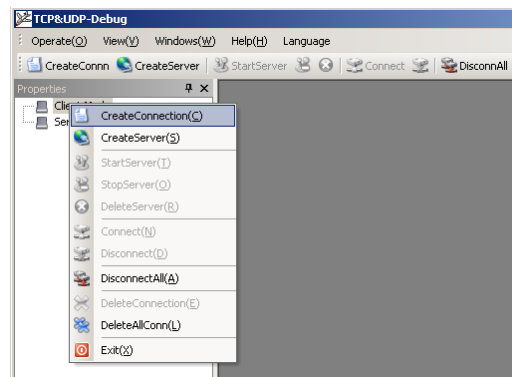 TCP&UDP-Debug
Operate(O) View(V) Windows(W) Help(H) Language
CreateConnn CreateServer StartServer Connect DisconnAll
Properties
CreateConnection(C)
CreateServer(S)
StartServer(T)
StopServer(O)
DeleteServer(R)
Connect(N)
Disconnect(D)
DisconnectAll(A)
DeleteConnection(E)
DeleteAllConn(L)
Exit(X)